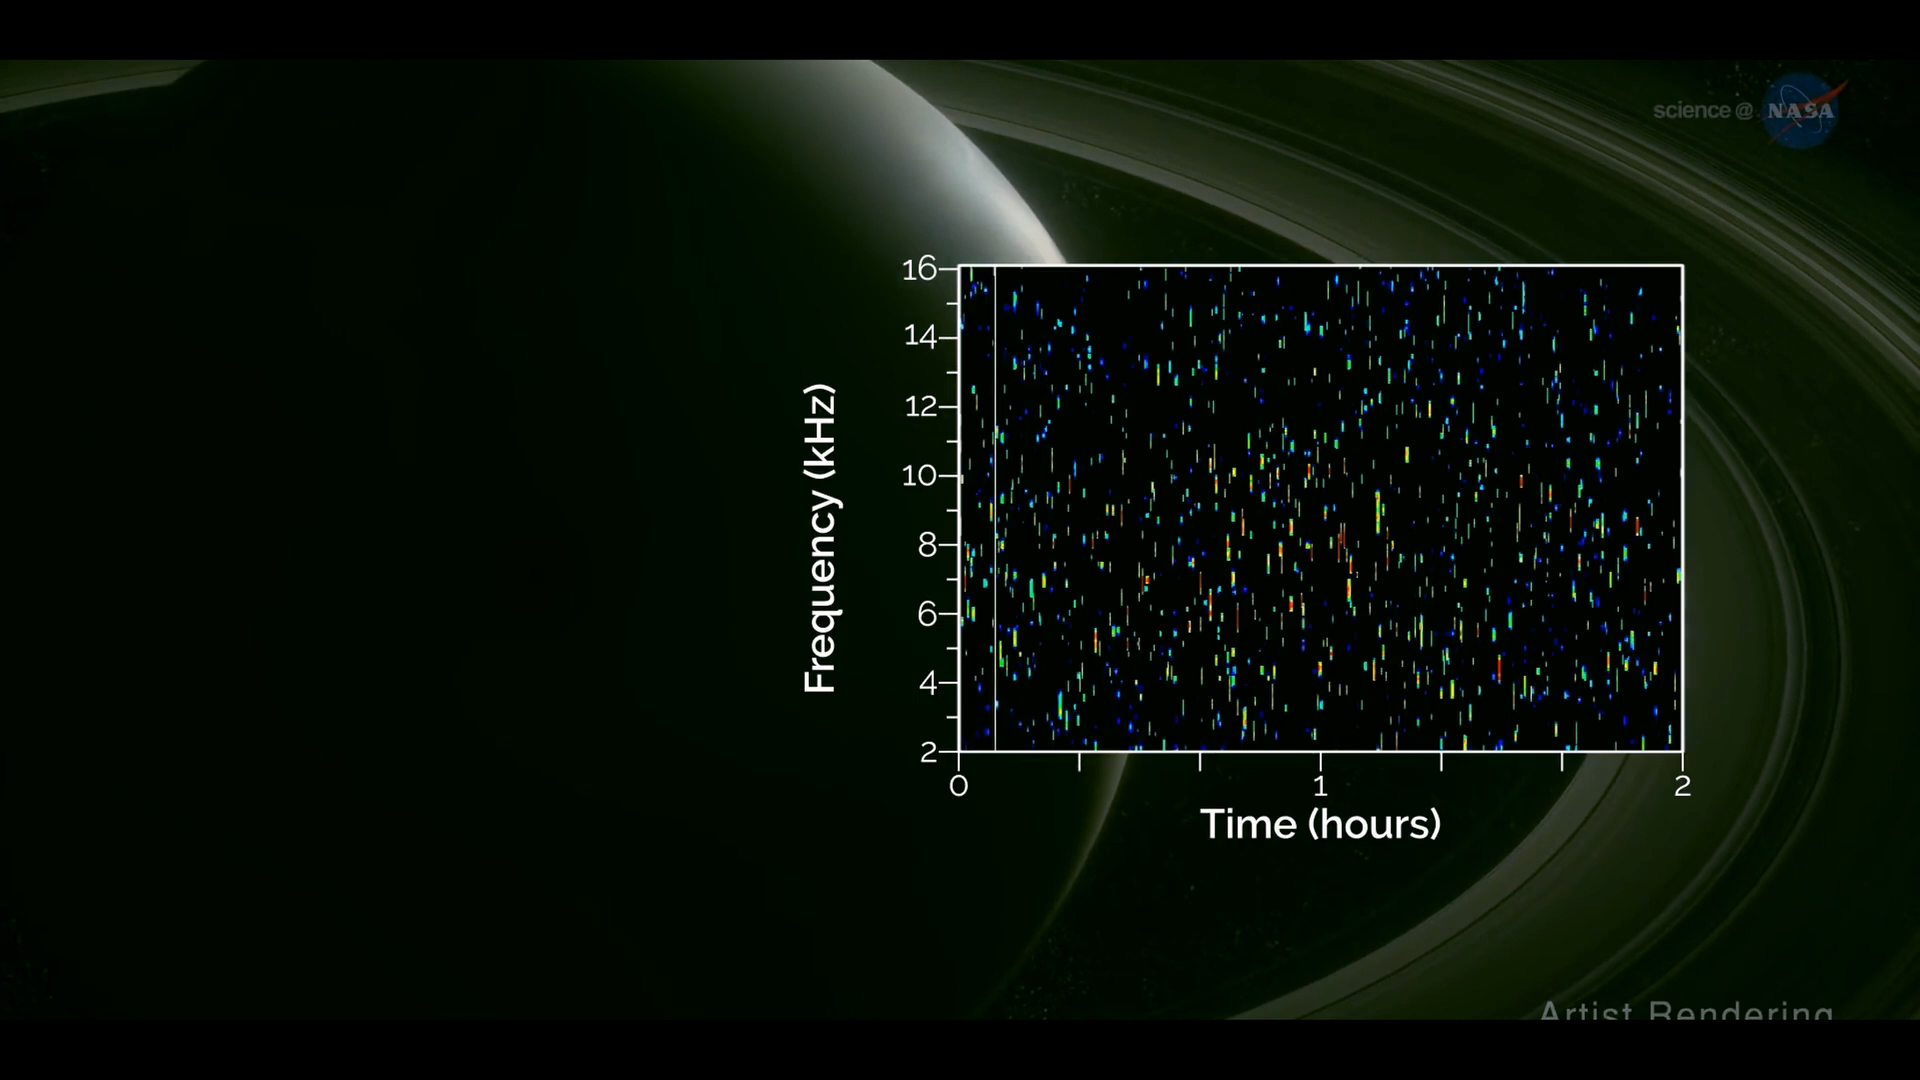 science @ NASA
16
14
12
10
8
6
4
2
Frequency (kHz)
0 1 2
Time (hours)
Artist Rendering